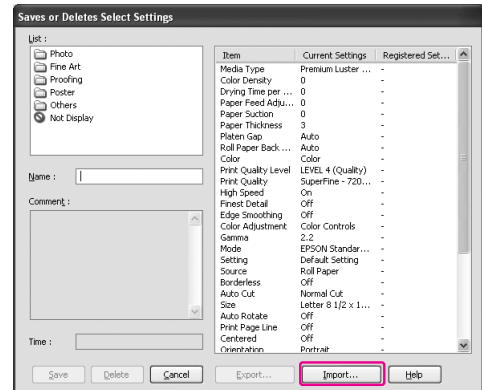 Saves or Deletes Select Settings
List :
Photo
Fine Art
Proofing
Poster
Others
Not Display
Name :
Comment :
Time :
Item Current Settings Registered Set...
Media Type Premium Luster ... -
Color Density 0 -
Drying Time per ... 0 -
Paper Feed Adju... 0 -
Paper Suction 0 -
Paper Thickness 3 -
Platen Gap Auto -
Roll Paper Back ... Auto -
Color Color -
Print Quality Level LEVEL 4 (Quality) -
Print Quality SuperFine - 720... -
High Speed On -
Finest Detail Off -
Edge Smoothing Off -
Color Adjustment Color Controls -
Gamma 2.2 -
Mode EPSON Standar... -
Setting Default Setting -
Source Roll Paper -
Borderless Off -
Auto Cut Normal Cut -
Size Letter 8 1/2 x 1... -
Auto Rotate Off -
Print Page Line Off -
Centered Off -
Orientation Portrait -
Save Delete Cancel Export... Import... Help